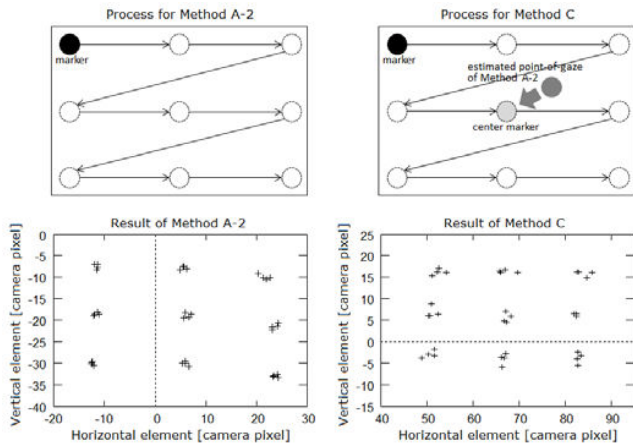 Process for Method A-2
marker
Process for Method C
marker
estimated point-of-gaze
of Method A-2
center marker
Result of Method A-2
Vertical element [camera pixel]
0
-5
-10
-15
-20
-25
-30
-35
-40
-20
-10
0
10
20
30
Horizontal element [camera pixel]
Result of Method C
Vertical element [camera pixel]
25
20
15
10
5
0
-5
-10
-15
40
50
60
70
80
90
Horizontal element [camera pixel]